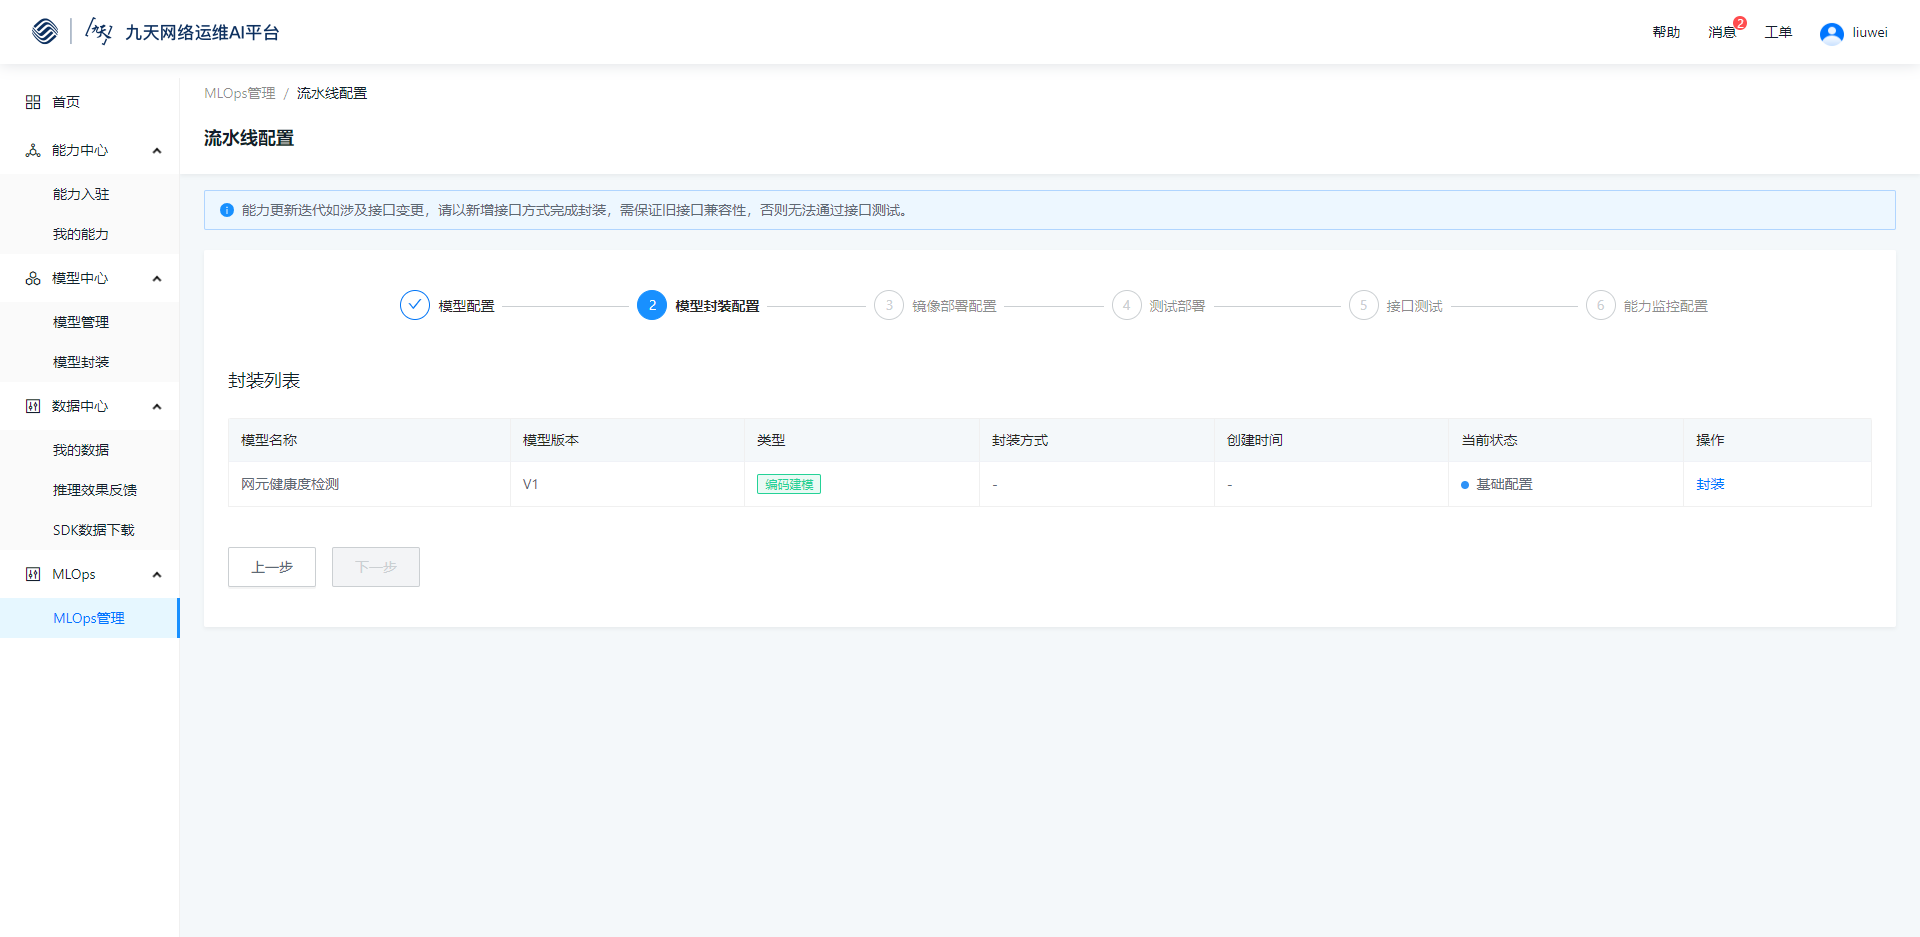 九天 九天网络运维AI平台
帮助 消息 2 工单 liuwei
首页
能力中心
能力入驻
我的能力
模型中心
模型管理
模型封装
数据中心
我的数据
推理效果反馈
SDK数据下载
MLOps
MLOps管理
MLOps管理 / 流水线配置
流水线配置
能力更新迭代如涉及接口变更，请以新增接口方式完成封装，需保证旧接口兼容性，否则无法通过接口测试。
模型配置 2 模型封装配置 3 镜像部署配置 4 测试部署 5 接口测试 6 能力监控配置
封装列表
模型名称 模型版本 类型 封装方式 创建时间 当前状态 操作
网元健康度检测 V1 编码建模 - - 基础配置 封装
上一步 下一步